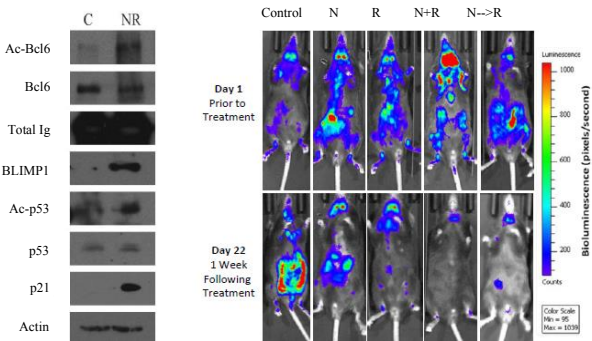 C NR
Ac-Bcl6
Bcl6
Total Ig
BLIMP1
Ac-p53
p53
p21
Actin
Control N R N+R N-->R
Day 1
Prior to
Treatment
Day 22
1 Week
Following
Treatment
Luminescence
1000
800
600
400
200
Counts
Bioluminescence (pixels/second)
Color Scale
Min = 95
Max = 1039